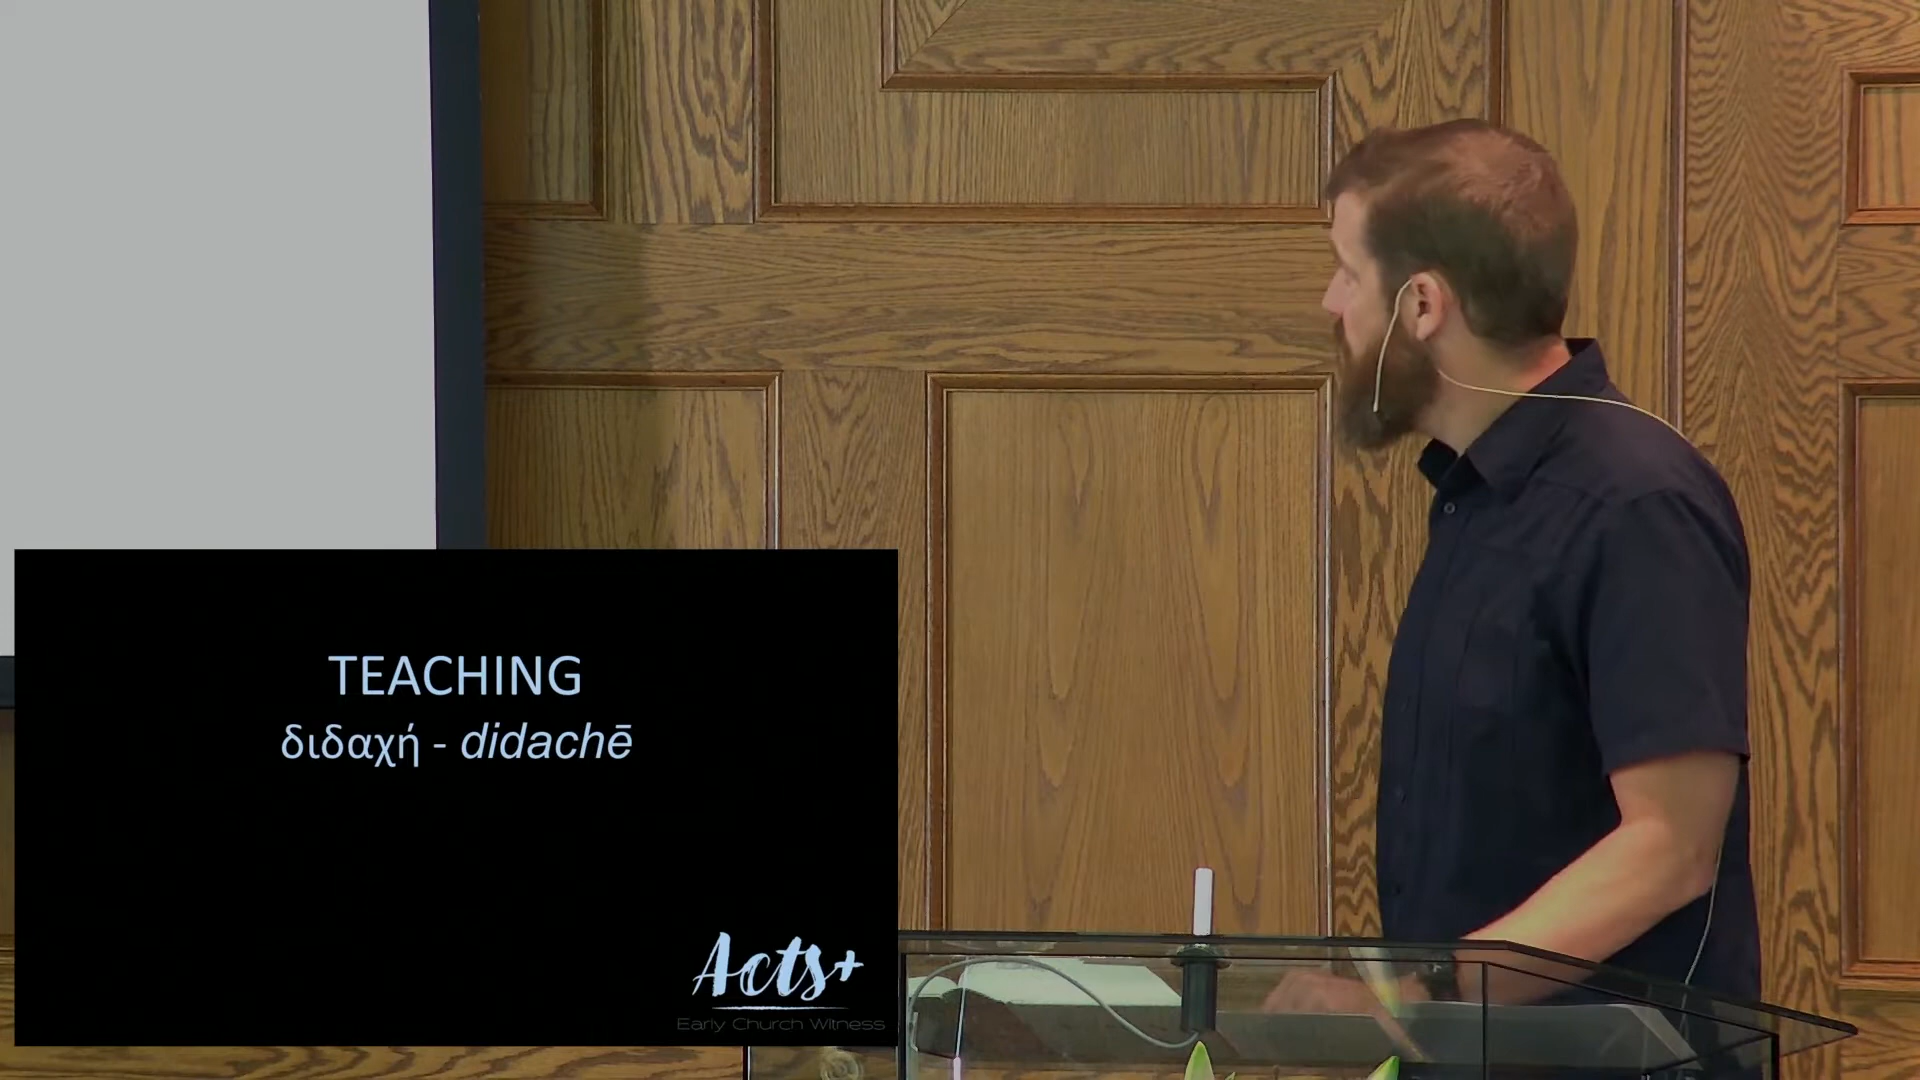 TEACHING
διδαχή - didachē
Acts+
Early Church Witness